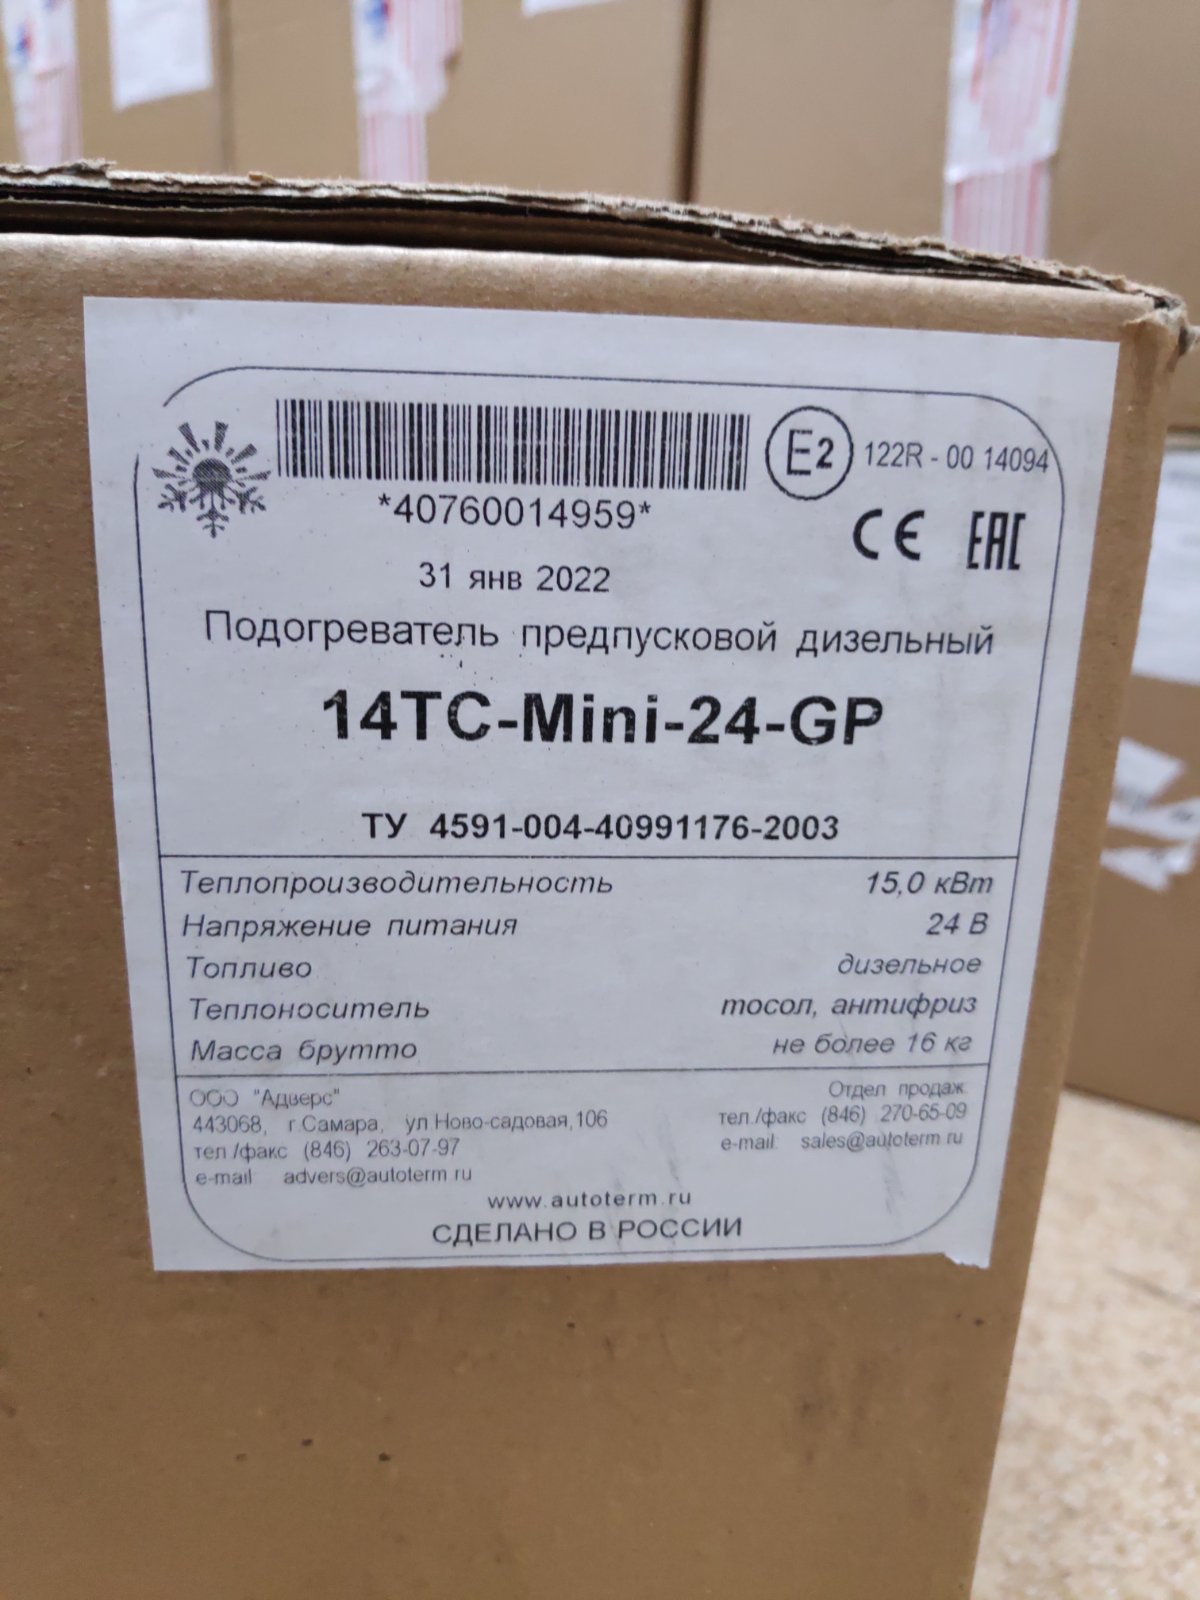 *40760014959*
E2 122R - 00 14094
CE EAC
31 янв 2022
Подогреватель предпусковой дизельный
14TC-Mini-24-GP
ТУ 4591-004-40991176-2003
Теплопроизводительность 15,0 кВт
Напряжение питания 24 В
Топливо дизельное
Теплоноситель тосол, антифриз
Масса брутто не более 16 кг
ООО "Адверс"
443068, г.Самара, ул.Ново-садовая,106
тел./факс (846) 263-07-97
e-mail advers@autoterm.ru
Отдел продаж:
тел./факс (846) 270-65-09
e-mail: sales@autoterm.ru
www.autoterm.ru
СДЕЛАНО В РОССИИ